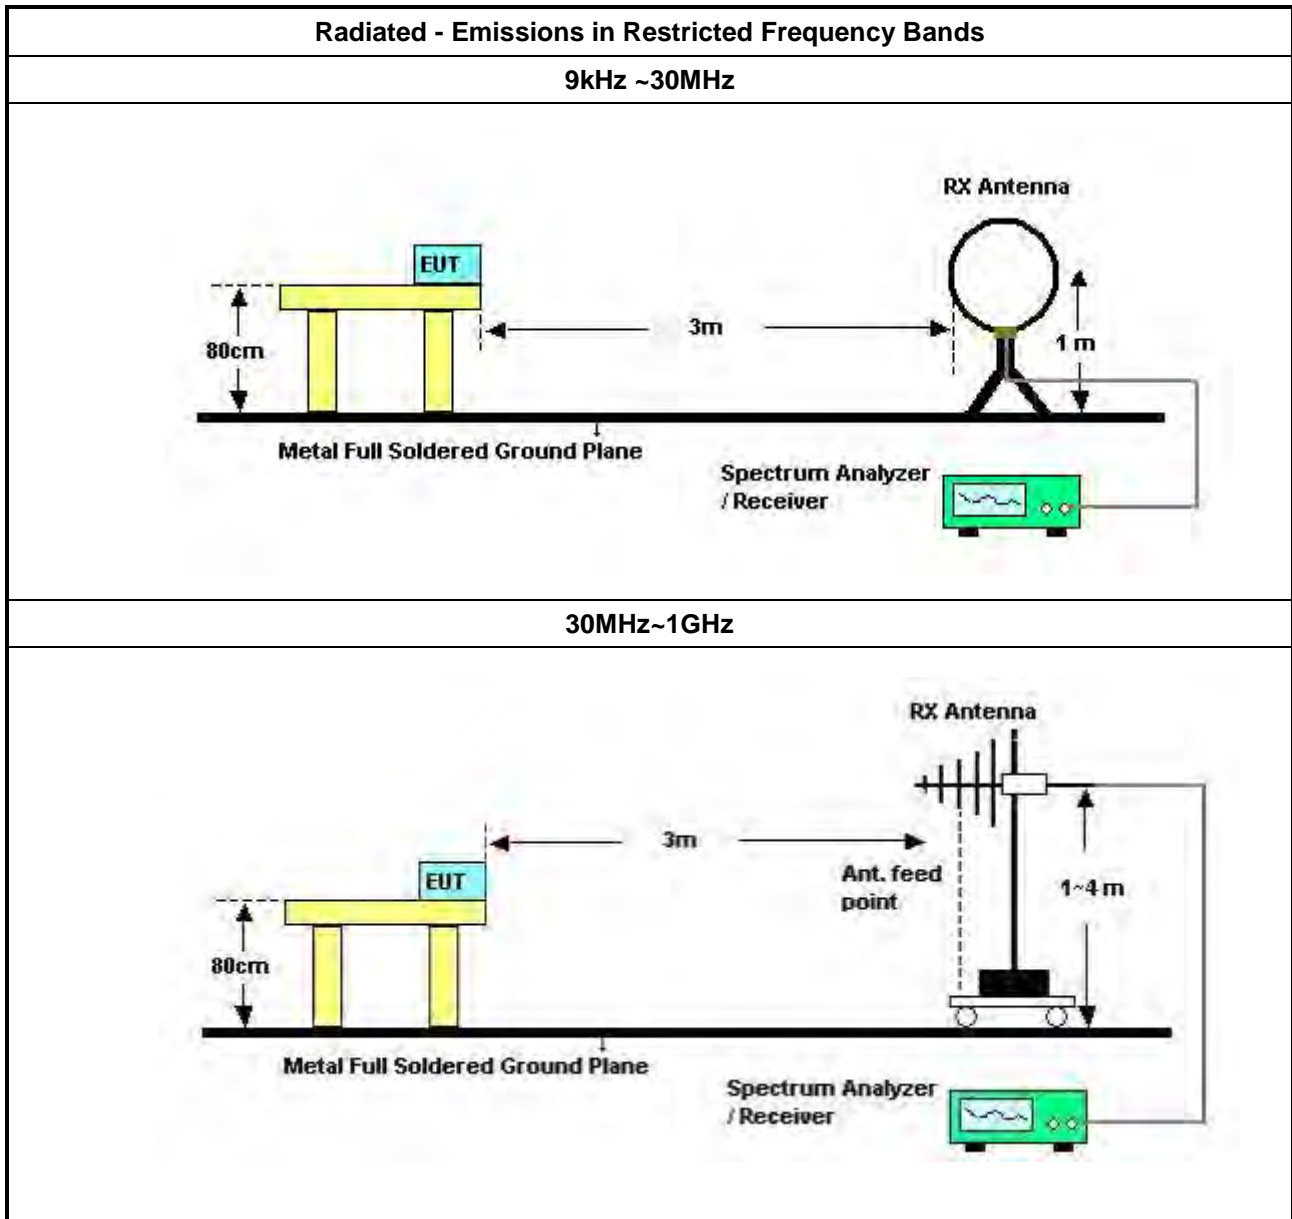 Radiated - Emissions in Restricted Frequency Bands
9kHz ~30MHz
RX Antenna
EUT
3m
80cm
1 m
Metal Full Soldered Ground Plane
Spectrum Analyzer
/ Receiver
30MHz~1GHz
RX Antenna
3m
EUT
Ant. feed
point
1~4 m
80cm
Metal Full Soldered Ground Plane
Spectrum Analyzer
/ Receiver